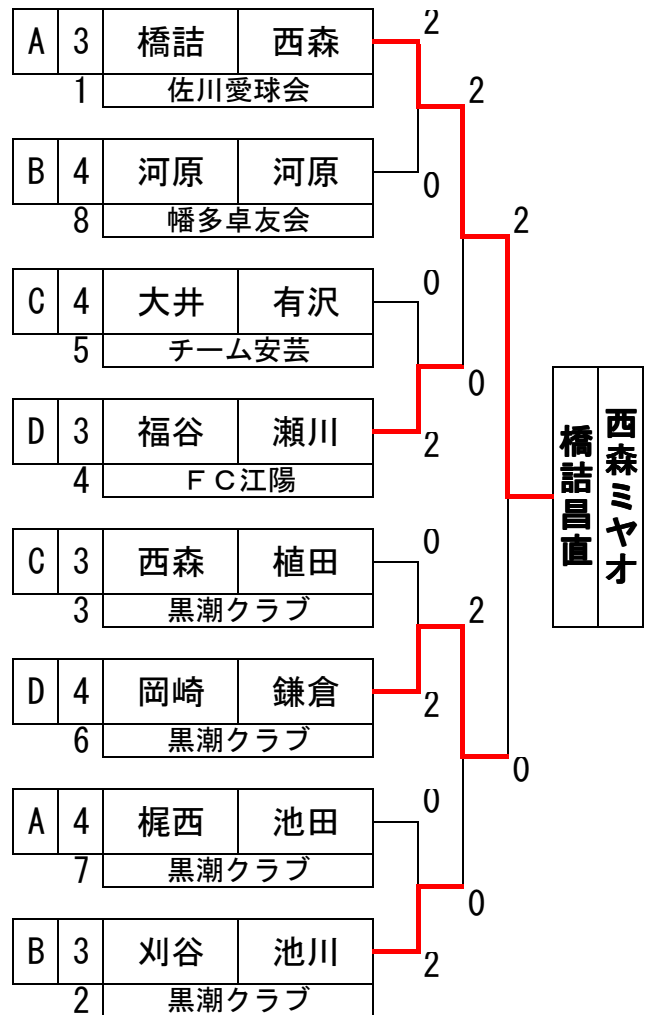 A 3 橋詰 西森 2
1 佐川愛球会
2
B 4 河原 河原 0
8 幡多卓友会
2
C 4 大井 有沢 0
5 チーム安芸
0
D 3 福谷 瀬川 2
4 ＦＣ江陽
西森ミヤオ
橋詰昌直
C 3 西森 植田 0
3 黒潮クラブ
2
D 4 岡崎 鎌倉 2
6 黒潮クラブ
0
A 4 梶西 池田 0
7 黒潮クラブ
0
B 3 刈谷 池川 2
2 黒潮クラブ